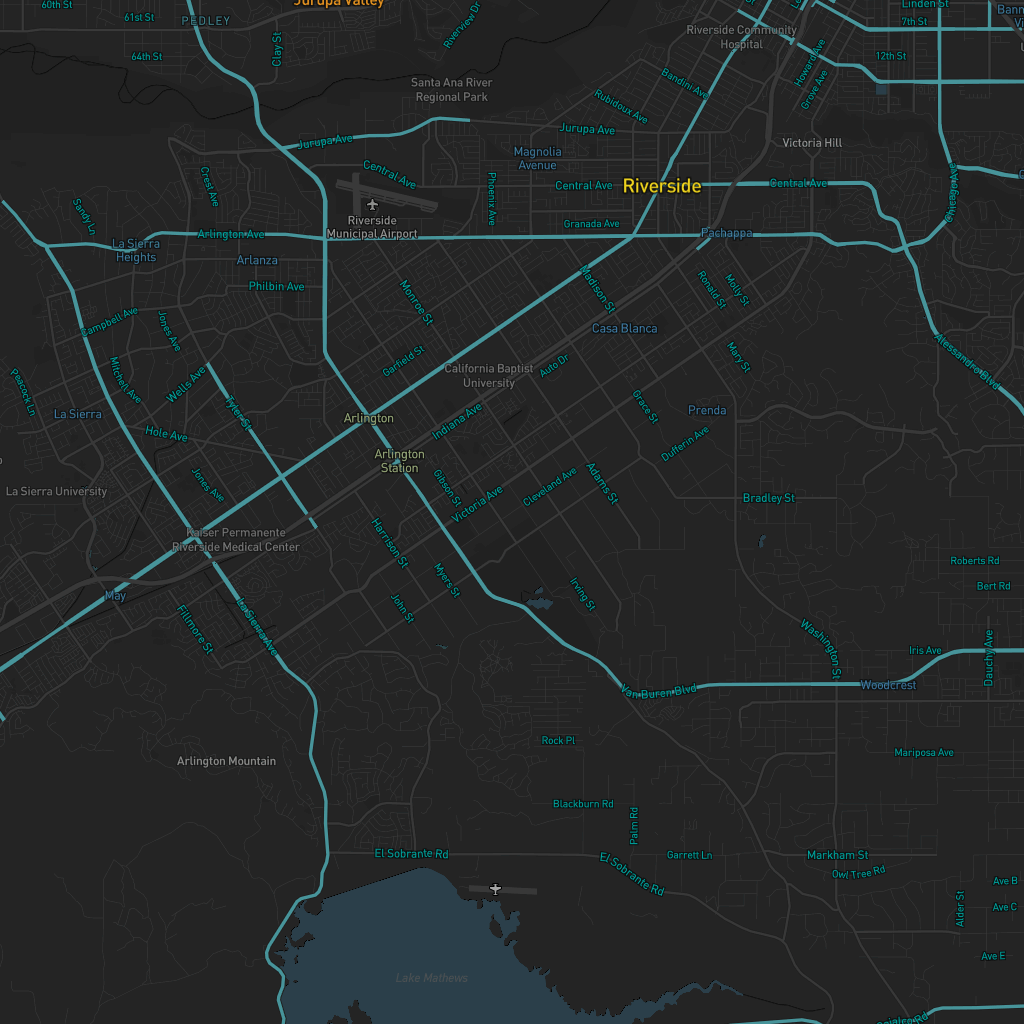 60th St
Jurupa Valley
Linden St
7th St
PEDLEY
61st St
Riverview Dr
Clay St
Riverside Community
Hospital
64th St
12th St
Howard Ave
Grove Ave
Bandini Ave
Santa Ana River
Regional Park
Rubidoux Ave
Jurupa Ave
Jurupa Ave
Victoria Hill
Magnolia
Avenue
Central Ave
Crest Ave
Phoenix Ave
Central Ave
Riverside
Central Ave
Chicago Ave
Sandy Ln
Riverside
Municipal Airport
Granada Ave
Arlington Ave
Pachappa
La Sierra
Heights
Arlanza
Philbin Ave
Monroe St
Madison St
Ronald St
Molly St
Campbell Ave
Jones Ave
Casa Blanca
Garfield St
Auto Dr
Mary St
Alessandro Blvd
California Baptist
University
Peacock Ln
Mitchell Ave
Wells Ave
Tyler St
La Sierra
Arlington
Indiana Ave
Grace St
Prenda
Hole Ave
Dufferin Ave
Arlington
Station
La Sierra University
Jones Ave
Gibson St
Victoria Ave
Cleveland Ave
Adams St
Bradley St
Kaiser Permanente
Riverside Medical Center
Harrison St
Roberts Rd
Bert Rd
May
Myers St
Irving St
John St
Fillmore St
La Sierra Ave
Washington St
Iris Ave
Dauchy Ave
Van Buren Blvd
Woodcrest
Rock Pl
Mariposa Ave
Arlington Mountain
Blackburn Rd
Palm Rd
El Sobrante Rd
El Sobrante Rd
Garrett Ln
Markham St
Owl Tree Rd
Ave B
Alder St
Ave C
Ave E
Lake Mathews